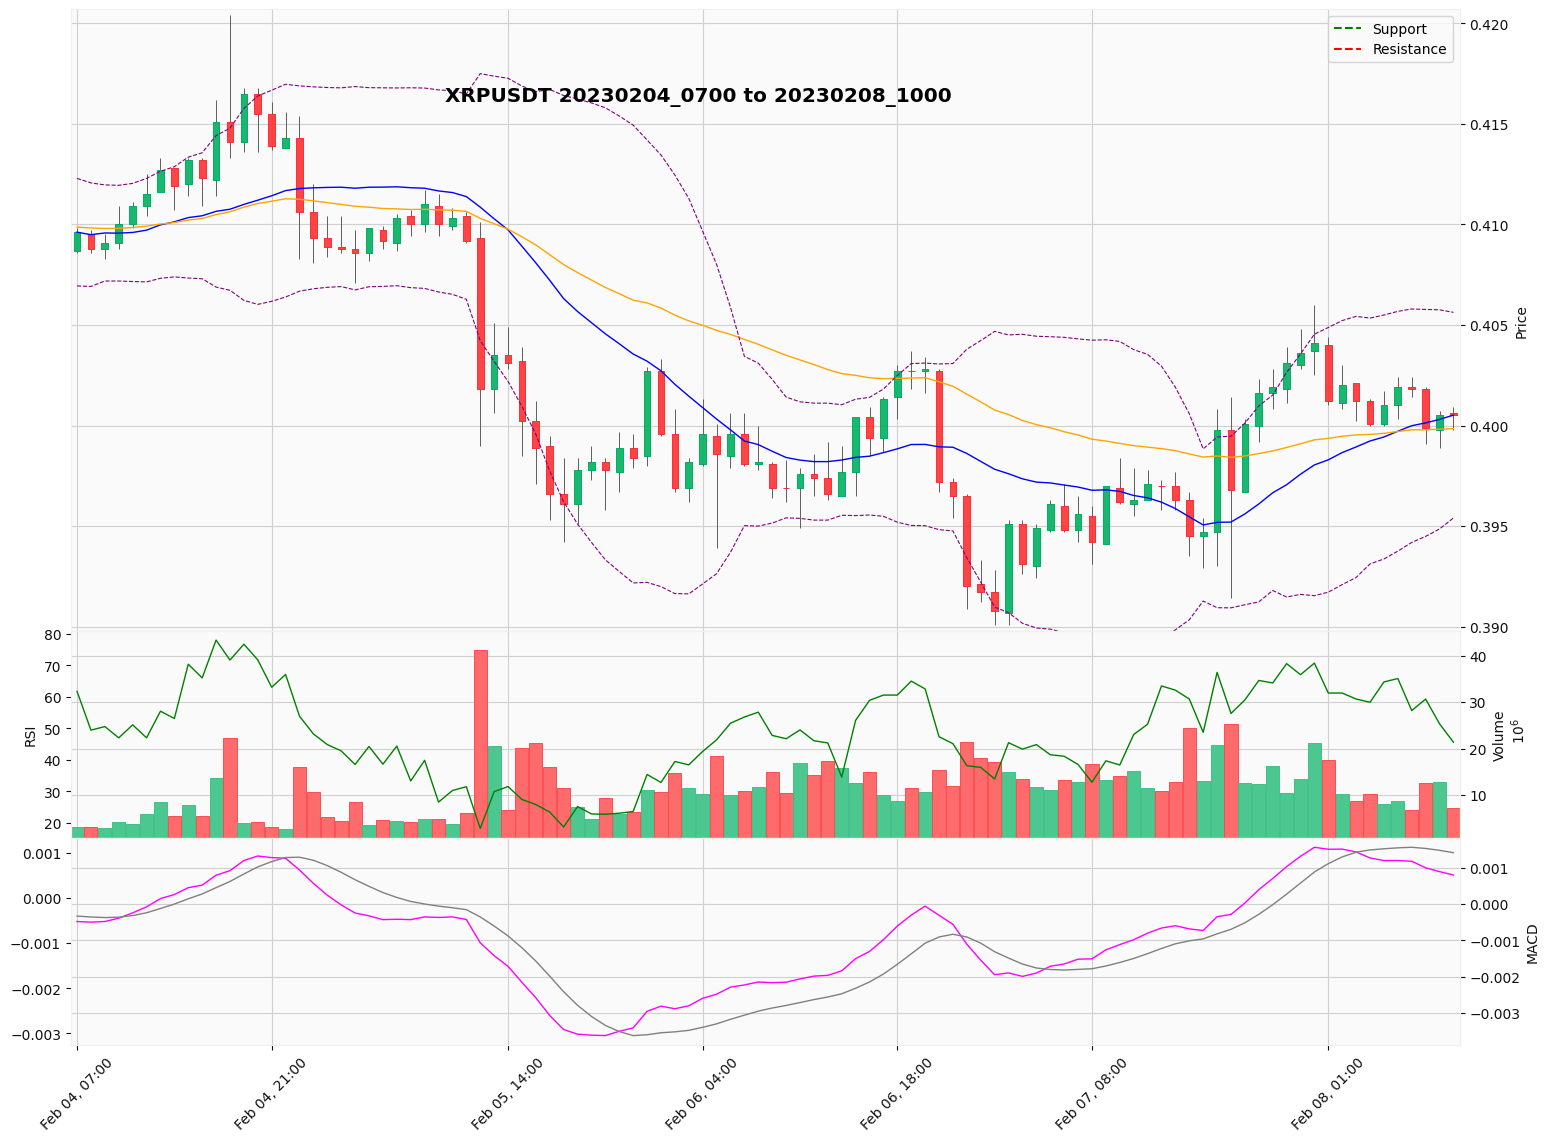 XRPUSDT 20230204_0700 to 20230208_1000
Support
Resistance
0.420
0.415
0.410
0.405
0.400
0.395
0.390
Price
80
70
60
50
40
30
20
RSI
40
30
20
10
Volume
10^6
0.001
0.000
−0.001
−0.002
−0.003
0.001
0.000
−0.001
−0.002
−0.003
MACD
Feb 04, 07:00
Feb 04, 21:00
Feb 05, 14:00
Feb 06, 04:00
Feb 06, 18:00
Feb 07, 08:00
Feb 08, 01:00